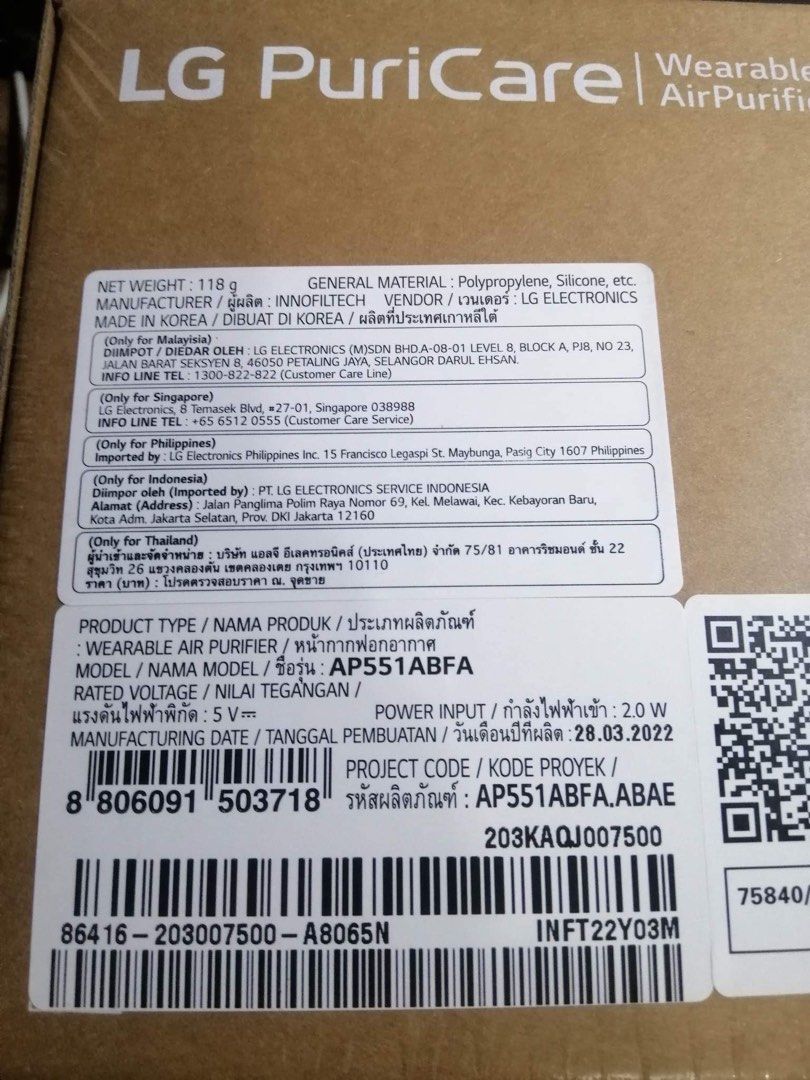 LG PuriCare | Wearable
AirPurifi
NET WEIGHT : 118 g GENERAL MATERIAL : Polypropylene, Silicone, etc.
MANUFACTURER / ผู้ผลิต : INNOFILTECH VENDOR / เวนเดอร์ : LG ELECTRONICS
MADE IN KOREA / DIBUAT DI KOREA / ผลิตที่ประเทศเกาหลีใต้
(Only for Malayisia)
DIIMPOT / DIEDAR OLEH : LG ELECTRONICS (M)SDN BHD.A-08-01 LEVEL 8, BLOCK A, PJ8, NO 23,
JALAN BARAT SEKSYEN 8, 46050 PETALING JAYA, SELANGOR DARUL EHSAN.
INFO LINE TEL : 1300-822-822 (Customer Care Line)
(Only for Singapore)
LG Electronics, 8 Temasek Blvd, #27-01, Singapore 038988
INFO LINE TEL : +65 6512 0555 (Customer Care Service)
(Only for Philippines)
Imported by : LG Electronics Philippines Inc. 15 Francisco Legaspi St. Maybunga, Pasig City 1607 Philippines
(Only for Indonesia)
Diimpor oleh (Imported by) : PT. LG ELECTRONICS SERVICE INDONESIA
Alamat (Address) : Jalan Panglima Polim Raya Nomor 69, Kel. Melawai, Kec. Kebayoran Baru,
Kota Adm. Jakarta Selatan, Prov. DKI Jakarta 12160
(Only for Thailand)
ผู้นำเข้าและจัดจำหน่าย : บริษัท แอลจี อีเลคทรอนิคส์ (ประเทศไทย) จำกัด 75/81 อาคารริชมอนด์ ชั้น 22
สุขุมวิท 26 แขวงคลองตัน เขตคลองเตย กรุงเทพฯ 10110
ราคา (บาท) : โปรดตรวจสอบราคา ณ. จุดขาย
PRODUCT TYPE / NAMA PRODUK / ประเภทผลิตภัณฑ์
: WEARABLE AIR PURIFIER / หน้ากากฟอกอากาศ
MODEL / NAMA MODEL / ชื่อรุ่น : AP551ABFA
RATED VOLTAGE / NILAI TEGANGAN /
แรงดันไฟฟ้าพิกัด : 5 V⎓ POWER INPUT / กำลังไฟฟ้าเข้า : 2.0 W
MANUFACTURING DATE / TANGGAL PEMBUATAN / วันเดือนปีที่ผลิต : 28.03.2022
PROJECT CODE / KODE PROYEK /
8 806091 503718 รหัสผลิตภัณฑ์ : AP551ABFA.ABAE
203KAQJ007500
86416-203007500-A8065N INFT22Y03M
75840/